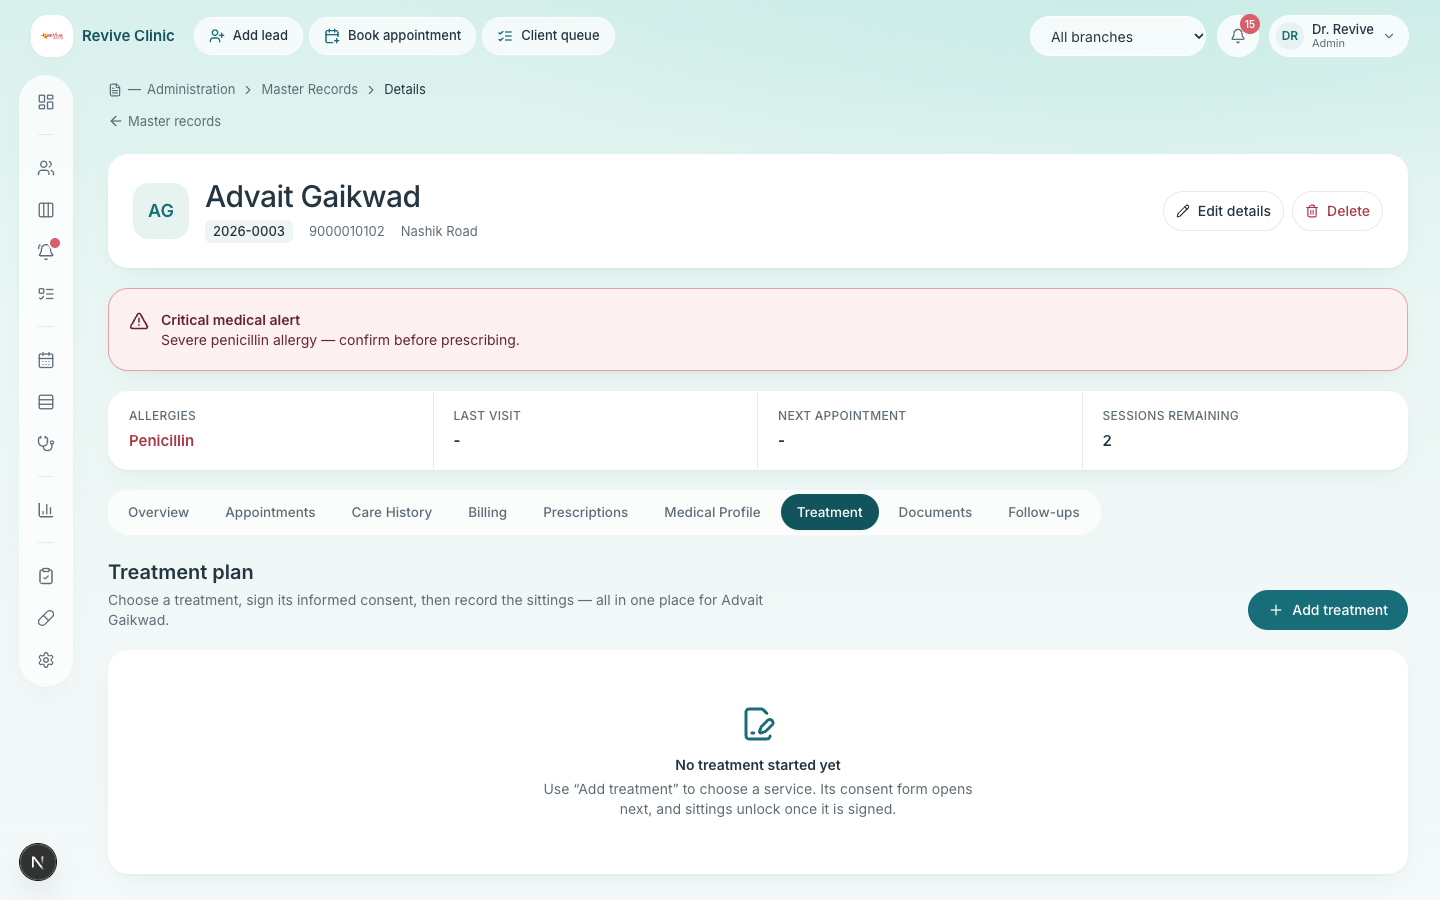 Revive Clinic
Add lead
Book appointment
Client queue
All branches
15
DR
Dr. Revive
Admin
— Administration > Master Records > Details
← Master records
AG
Advait Gaikwad
2026-0003
9000010102
Nashik Road
Edit details
Delete
Critical medical alert
Severe penicillin allergy — confirm before prescribing.
ALLERGIES
Penicillin
LAST VISIT
-
NEXT APPOINTMENT
-
SESSIONS REMAINING
2
Overview
Appointments
Care History
Billing
Prescriptions
Medical Profile
Treatment
Documents
Follow-ups
Treatment plan
Choose a treatment, sign its informed consent, then record the sittings — all in one place for Advait
Gaikwad.
+ Add treatment
No treatment started yet
Use “Add treatment” to choose a service. Its consent form opens
next, and sittings unlock once it is signed.
N